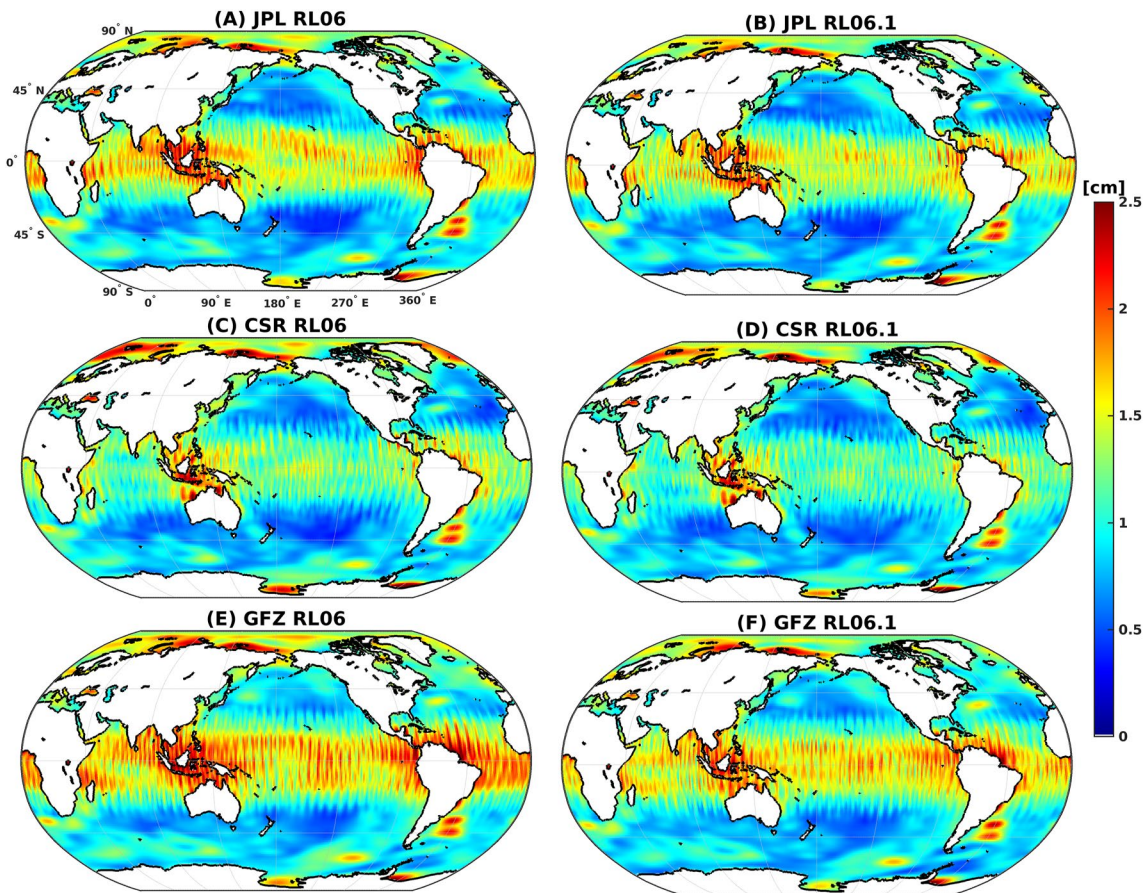 (A) JPL RL06
(B) JPL RL06.1
90° N
45° N
0°
45° S
90° S
0° 90° E 180° E 270° E 360° E
[cm]
2.5
2
1.5
1
0.5
0
(C) CSR RL06
(D) CSR RL06.1
(E) GFZ RL06
(F) GFZ RL06.1